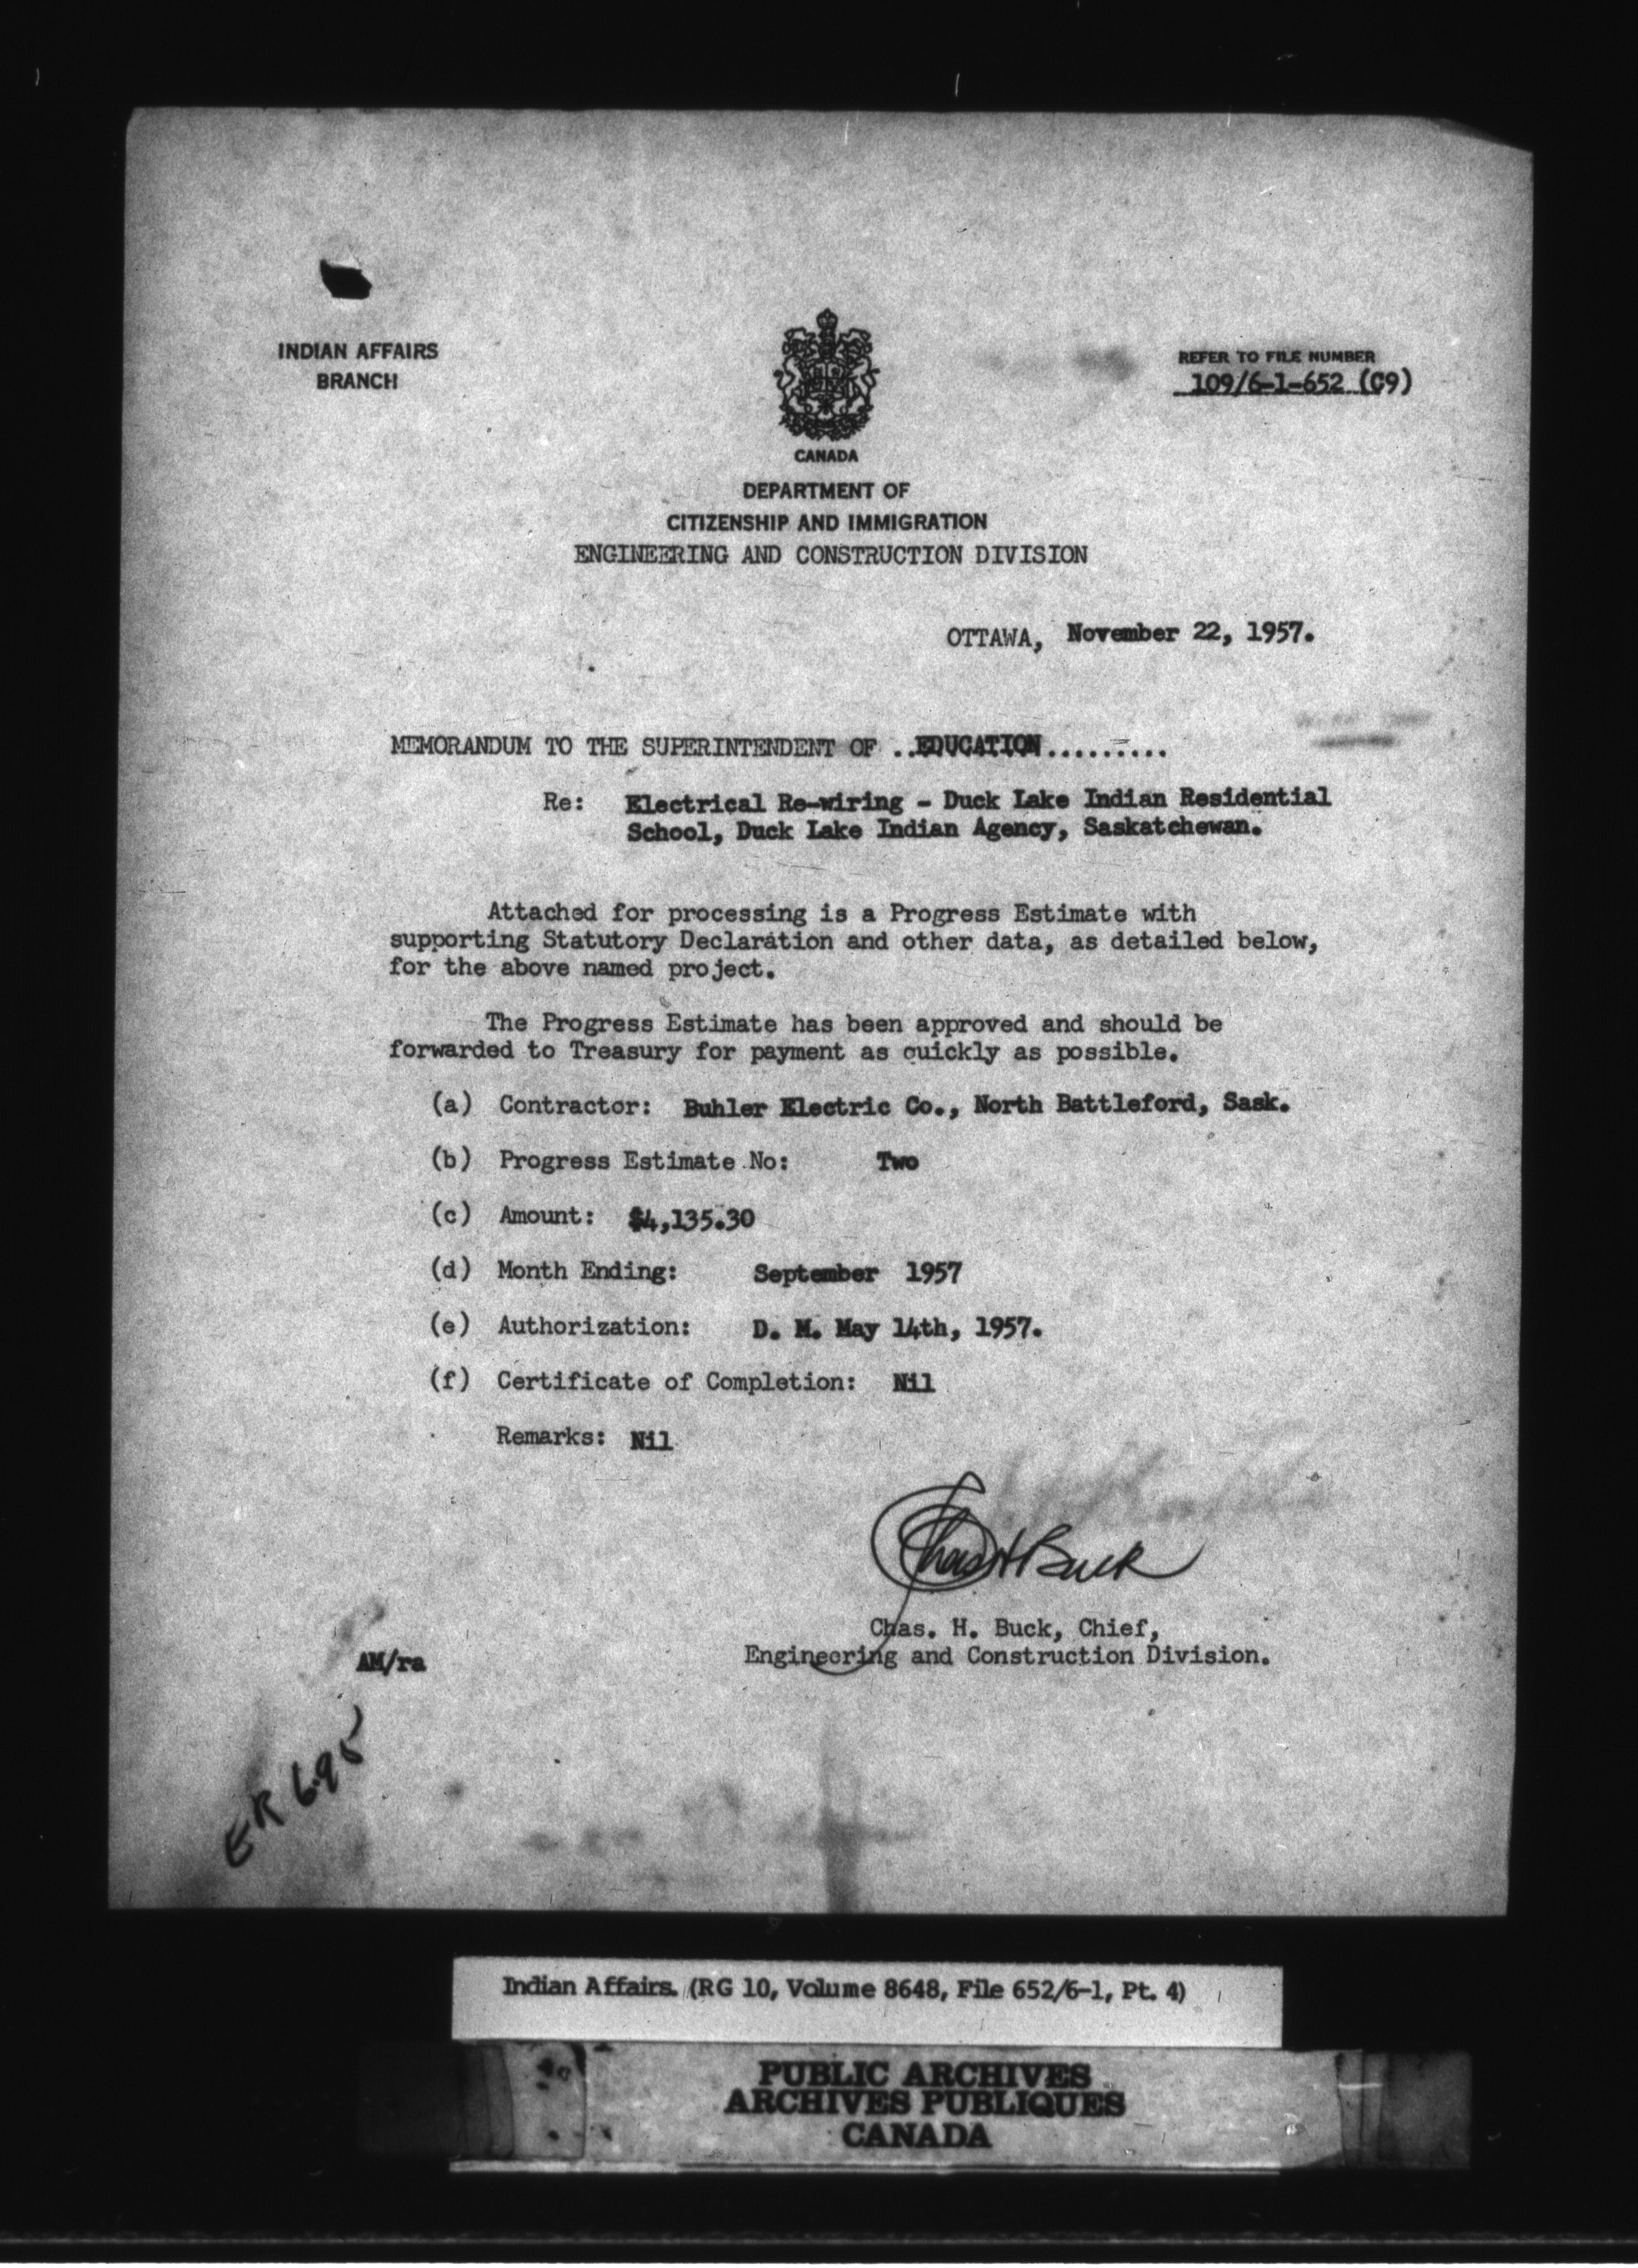 INDIAN AFFAIRS
BRANCH
REFER TO FILE NUMBER
109/6-1-652 (C9)
CANADA
DEPARTMENT OF
CITIZENSHIP AND IMMIGRATION
ENGINEERING AND CONSTRUCTION DIVISION
OTTAWA, November 22, 1957.
MEMORANDUM TO THE SUPERINTENDENT OF ..EDUCATION.........
Re: Electrical Re-wiring - Duck Lake Indian Residential
School, Duck Lake Indian Agency, Saskatchewan.
Attached for processing is a Progress Estimate with
supporting Statutory Declaration and other data, as detailed below,
for the above named project.
The Progress Estimate has been approved and should be
forwarded to Treasury for payment as quickly as possible.
(a) Contractor: Buhler Electric Co., North Battleford, Sask.
(b) Progress Estimate No: Two
(c) Amount: $4,135.30
(d) Month Ending: September 1957
(e) Authorization: D. M. May 14th, 1957.
(f) Certificate of Completion: Nil
Remarks: Nil
Chas H Buck
Chas. H. Buck, Chief,
Engineering and Construction Division.
AM/ra
ER 695
Indian Affairs. (RG 10, Volume 8648, File 652/6-1, Pt. 4)
PUBLIC ARCHIVES
ARCHIVES PUBLIQUES
CANADA